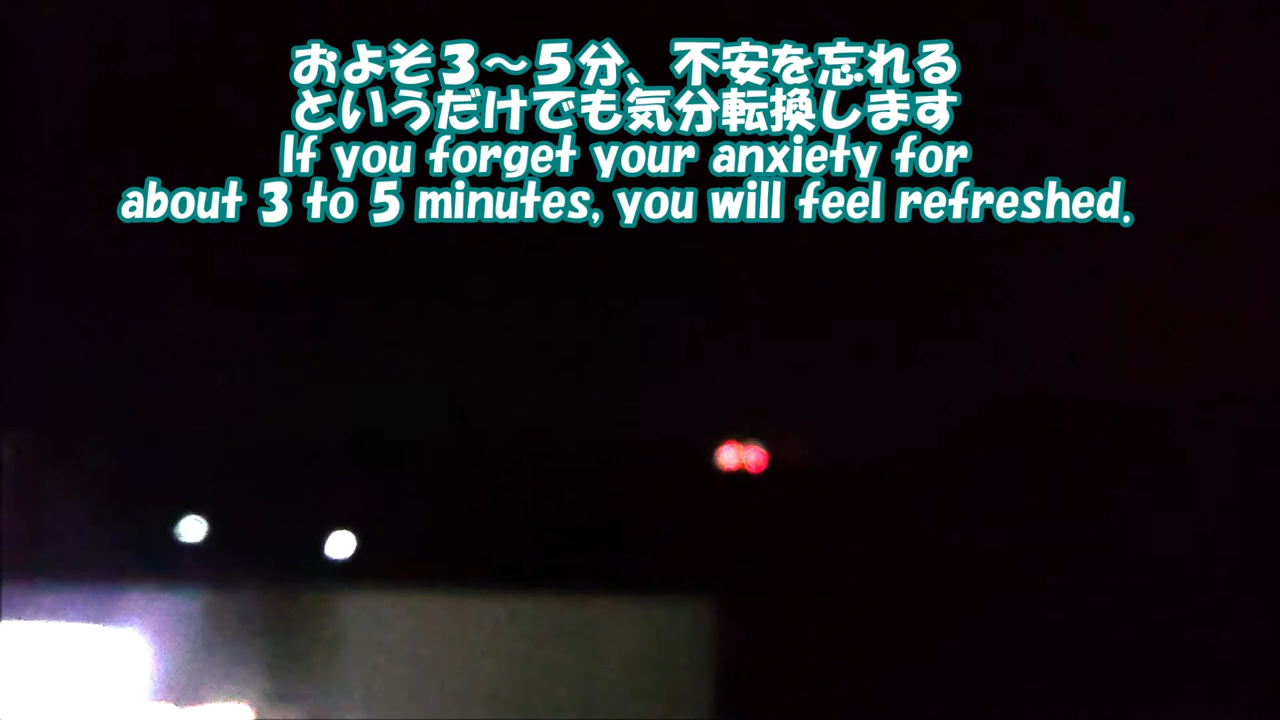 およそ３～５分、不安を忘れる
というだけでも気分転換します
If you forget your anxiety for
about 3 to 5 minutes, you will feel refreshed.